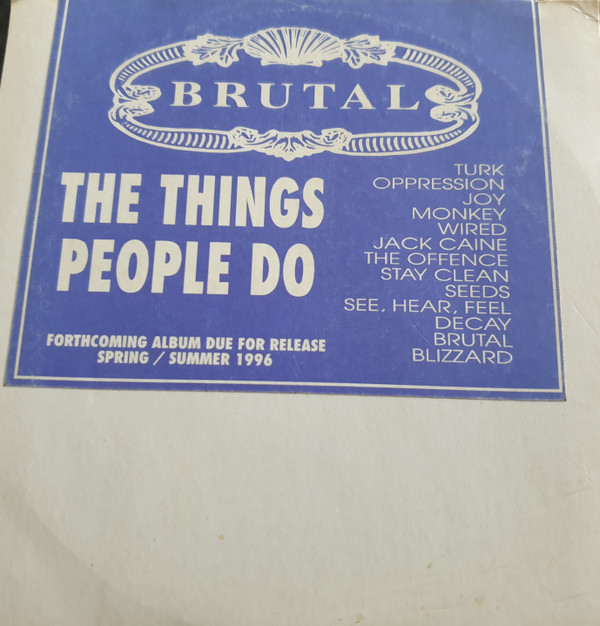 BRUTAL
THE THINGS
PEOPLE DO
FORTHCOMING ALBUM DUE FOR RELEASE
SPRING / SUMMER 1996
TURK
OPPRESSION
JOY
MONKEY
WIRED
JACK CAINE
THE OFFENCE
STAY CLEAN
SEEDS
SEE, HEAR, FEEL
DECAY
BRUTAL
BLIZZARD